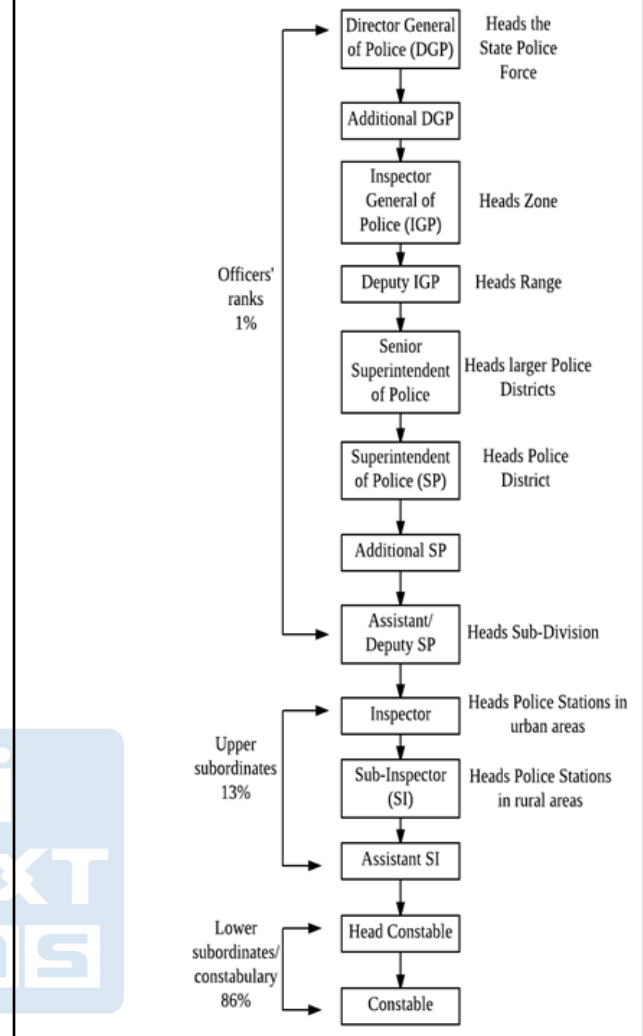 Director General
of Police (DGP)
Heads the
State Police
Force
Additional DGP
Inspector
General of
Police (IGP)
Heads Zone
Officers'
ranks
1%
Deputy IGP
Heads Range
Senior
Superintendent
of Police
Heads larger Police
Districts
Superintendent
of Police (SP)
Heads Police
District
Additional SP
Assistant/
Deputy SP
Heads Sub-Division
Inspector
Heads Police Stations in
urban areas
Upper
subordinates
13%
Sub-Inspector
(SI)
Heads Police Stations
in rural areas
Assistant SI
Lower
subordinates/
constabulary
86%
Head Constable
Constable